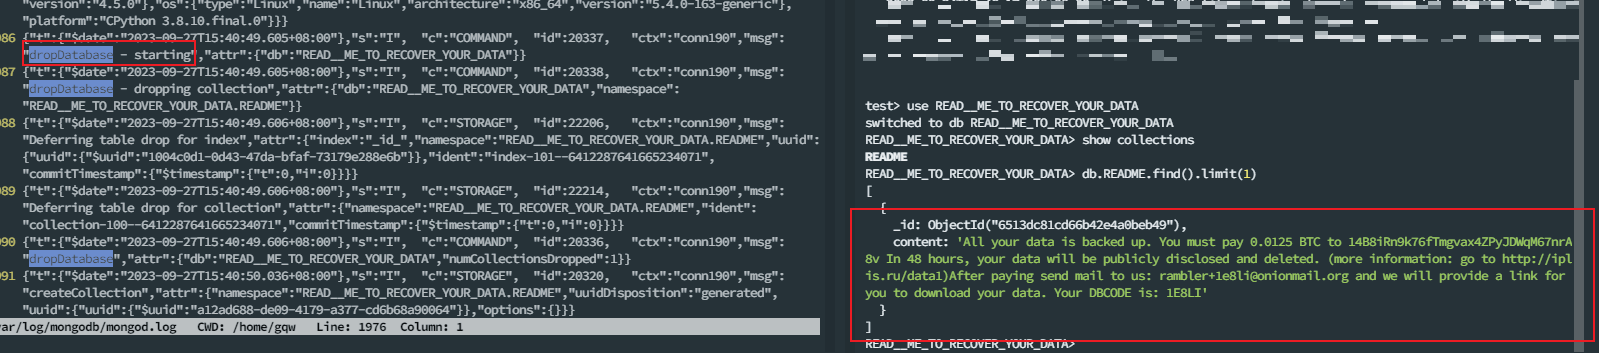 "version":"4.5.0"},"os":{"type":"Linux","name":"Linux","architecture":"x86_64","version":"5.4.0-163-generic"},
"platform":"CPython 3.8.10.final.0"}}}
086 {"t":{"$date":"2023-09-27T15:40:49.605+08:00"},"s":"I", "c":"COMMAND", "id":20337, "ctx":"conn190","msg":
"dropDatabase - starting","attr":{"db":"READ__ME_TO_RECOVER_YOUR_DATA"}}
087 {"t":{"$date":"2023-09-27T15:40:49.605+08:00"},"s":"I", "c":"COMMAND", "id":20338, "ctx":"conn190","msg":
"dropDatabase - dropping collection","attr":{"db":"READ__ME_TO_RECOVER_YOUR_DATA","namespace":
"READ__ME_TO_RECOVER_YOUR_DATA.README"}}
088 {"t":{"$date":"2023-09-27T15:40:49.606+08:00"},"s":"I", "c":"STORAGE", "id":22206, "ctx":"conn190","msg":
"Deferring table drop for index","attr":{"index":"_id_","namespace":"READ__ME_TO_RECOVER_YOUR_DATA.README","uuid":
{"uuid":{"$uuid":"1004c0d1-0d43-47da-bfaf-73179e288e6b"}},"ident":"index-101--6412287641665234071",
"commitTimestamp":{"$timestamp":{"t":0,"i":0}}}}
089 {"t":{"$date":"2023-09-27T15:40:49.606+08:00"},"s":"I", "c":"STORAGE", "id":22214, "ctx":"conn190","msg":
"Deferring table drop for collection","attr":{"namespace":"READ__ME_TO_RECOVER_YOUR_DATA.README","ident":
"collection-100--6412287641665234071","commitTimestamp":{"$timestamp":{"t":0,"i":0}}}}
090 {"t":{"$date":"2023-09-27T15:40:49.606+08:00"},"s":"I", "c":"COMMAND", "id":20336, "ctx":"conn190","msg":
"dropDatabase","attr":{"db":"READ__ME_TO_RECOVER_YOUR_DATA","numCollectionsDropped":1}}
091 {"t":{"$date":"2023-09-27T15:40:50.036+08:00"},"s":"I", "c":"STORAGE", "id":20320, "ctx":"conn190","msg":
"createCollection","attr":{"namespace":"READ__ME_TO_RECOVER_YOUR_DATA.README","uuidDisposition":"generated",
"uuid":{"uuid":{"$uuid":"a12ad688-de09-4179-a377-cd6b68a90064"}},"options":{}}}
var/log/mongodb/mongod.log CWD: /home/gqw Line: 1976 Column: 1
test> use READ__ME_TO_RECOVER_YOUR_DATA
switched to db READ__ME_TO_RECOVER_YOUR_DATA
READ__ME_TO_RECOVER_YOUR_DATA> show collections
README
READ__ME_TO_RECOVER_YOUR_DATA> db.README.find().limit(1)
[
{
_id: ObjectId("6513dc81cd66b42e4a0beb49"),
content: 'All your data is backed up. You must pay 0.0125 BTC to 14B8iRn9k76fTmgvax4ZPyJDWqM67nrA
8v In 48 hours, your data will be publicly disclosed and deleted. (more information: go to http://ipl
is.ru/data1)After paying send mail to us: rambler+1e8li@onionmail.org and we will provide a link for
you to download your data. Your DBCODE is: 1E8LI'
}
]
READ__ME_TO_RECOVER_YOUR_DATA>